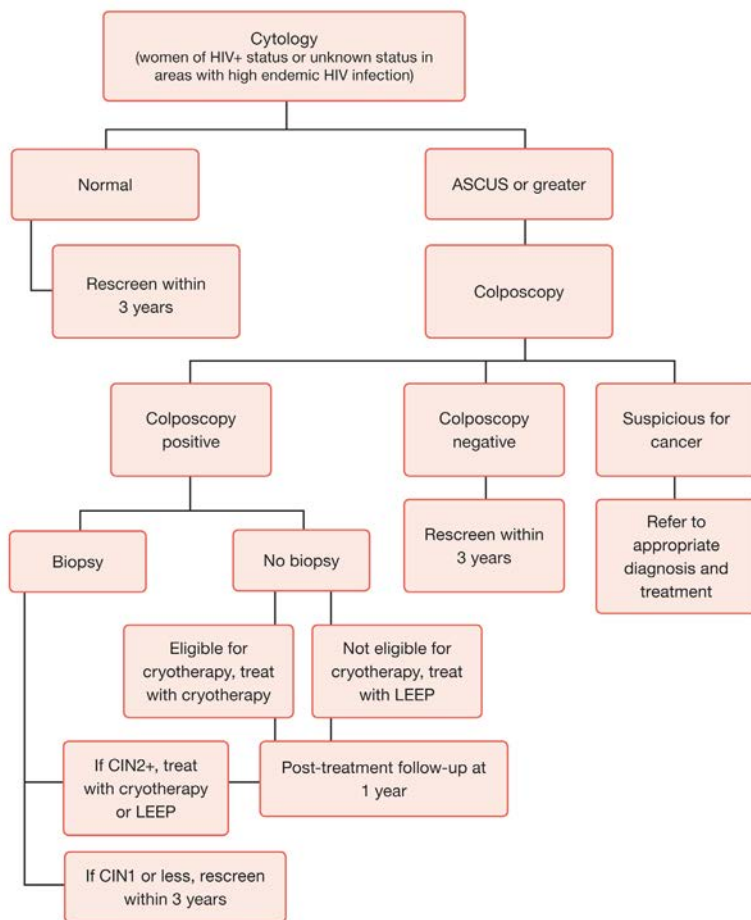 Cytology
(women of HIV+ status or unknown status in
areas with high endemic HIV infection)
Normal
ASCUS or greater
Rescreen within
3 years
Colposcopy
Colposcopy
positive
Colposcopy
negative
Suspicious for
cancer
Biopsy
No biopsy
Rescreen within
3 years
Refer to
appropriate
diagnosis and
treatment
Eligible for
cryotherapy, treat
with cryotherapy
Not eligible for
cryotherapy, treat
with LEEP
If CIN2+, treat
with cryotherapy
or LEEP
Post-treatment follow-up at
1 year
If CIN1 or less, rescreen
within 3 years